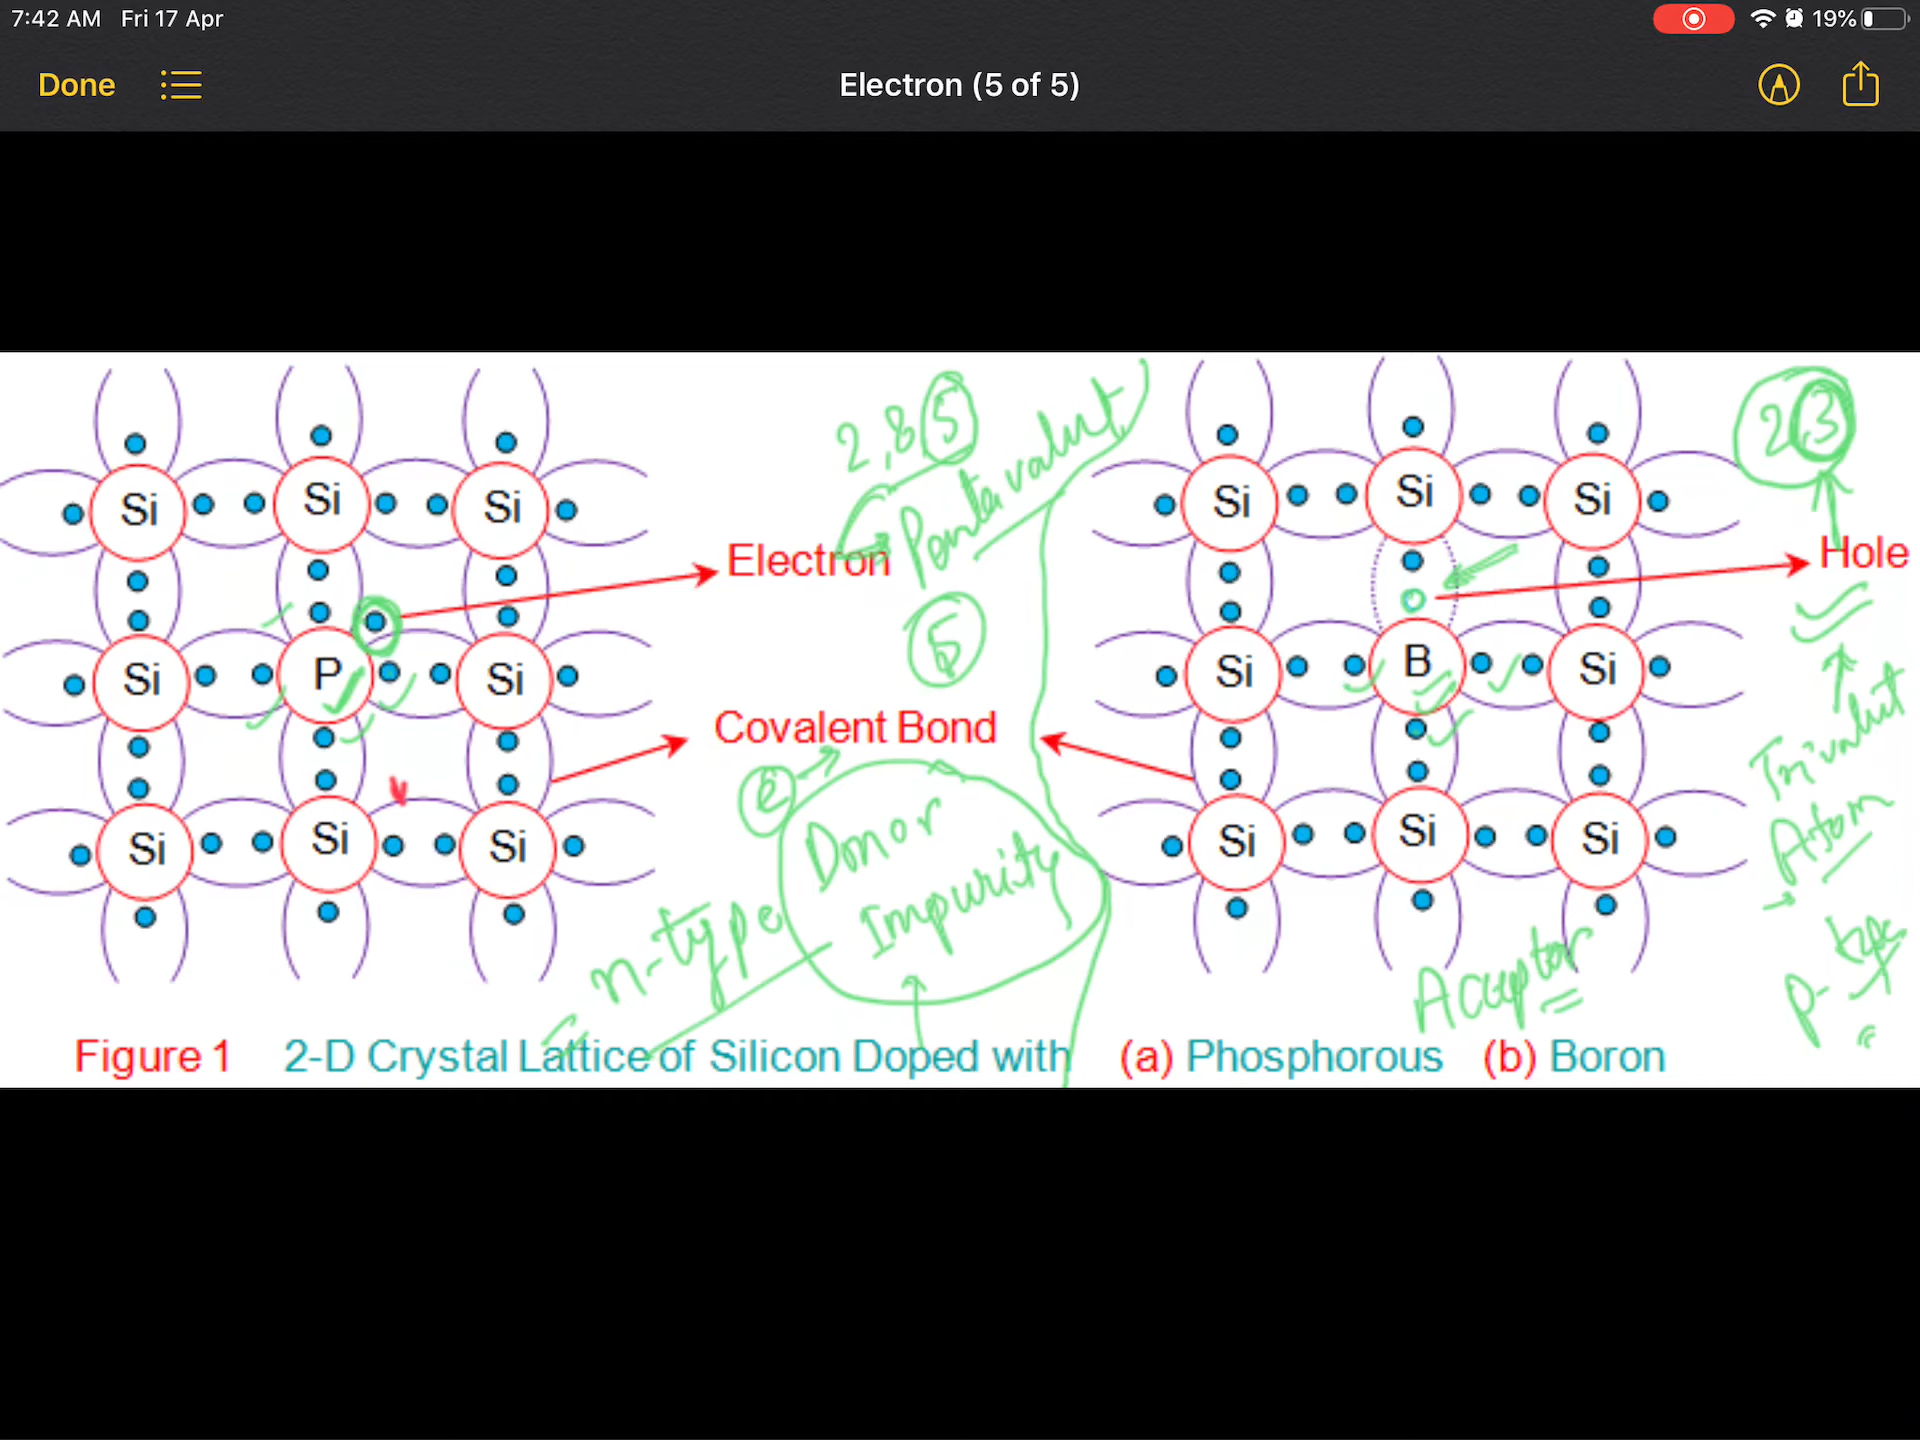 7:42 AM Fri 17 Apr
19%
Done
Electron (5 of 5)
2,8 5
Pentavalent
5
Electron
Covalent Bond
e
Donor
Impurity
n-type
Si Si Si
Si P Si
Si Si Si
Si Si Si
Si B Si
Si Si Si
2,3
Hole
Trivalent
Atom
P- type
Acceptor
Figure 1 2-D Crystal Lattice of Silicon Doped with (a) Phosphorous (b) Boron